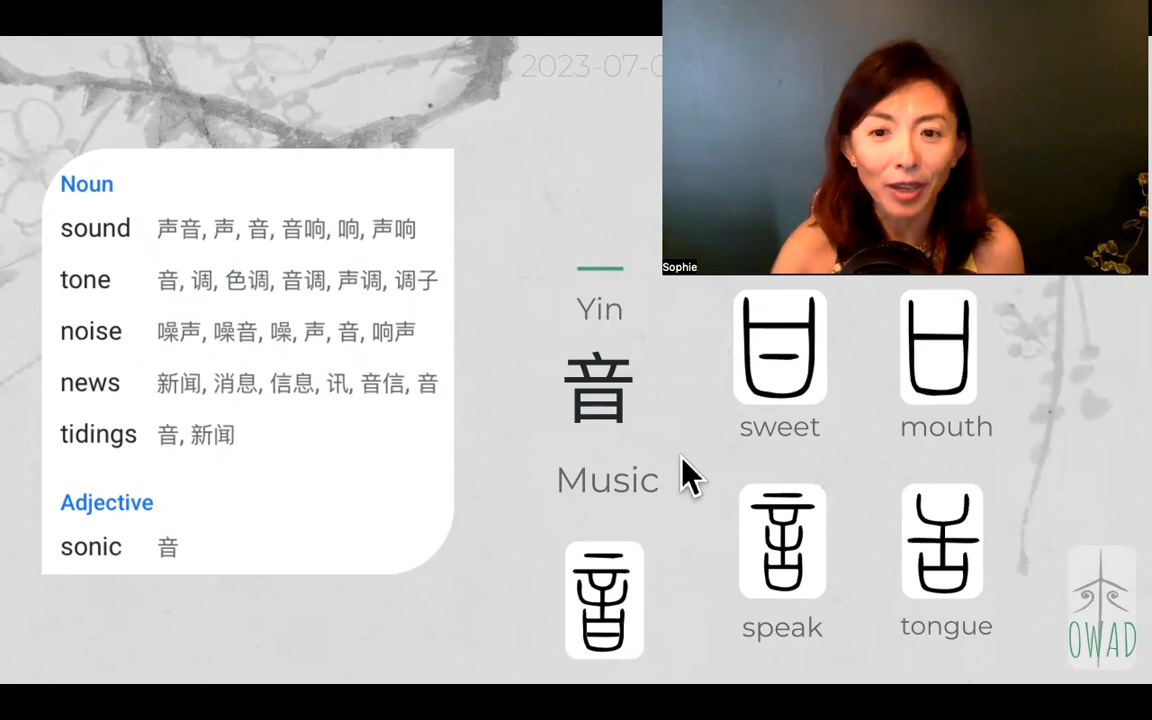 2023-07-0
Sophie
Noun
sound 声音, 声, 音, 音响, 响, 声响
tone 音, 调, 色调, 音调, 声调, 调子
noise 噪声, 噪音, 噪, 声, 音, 响声
news 新闻, 消息, 信息, 讯, 音信, 音
tidings 音, 新闻
Adjective
sonic 音
Yin
音
Music
sweet
mouth
speak
tongue
OWAD